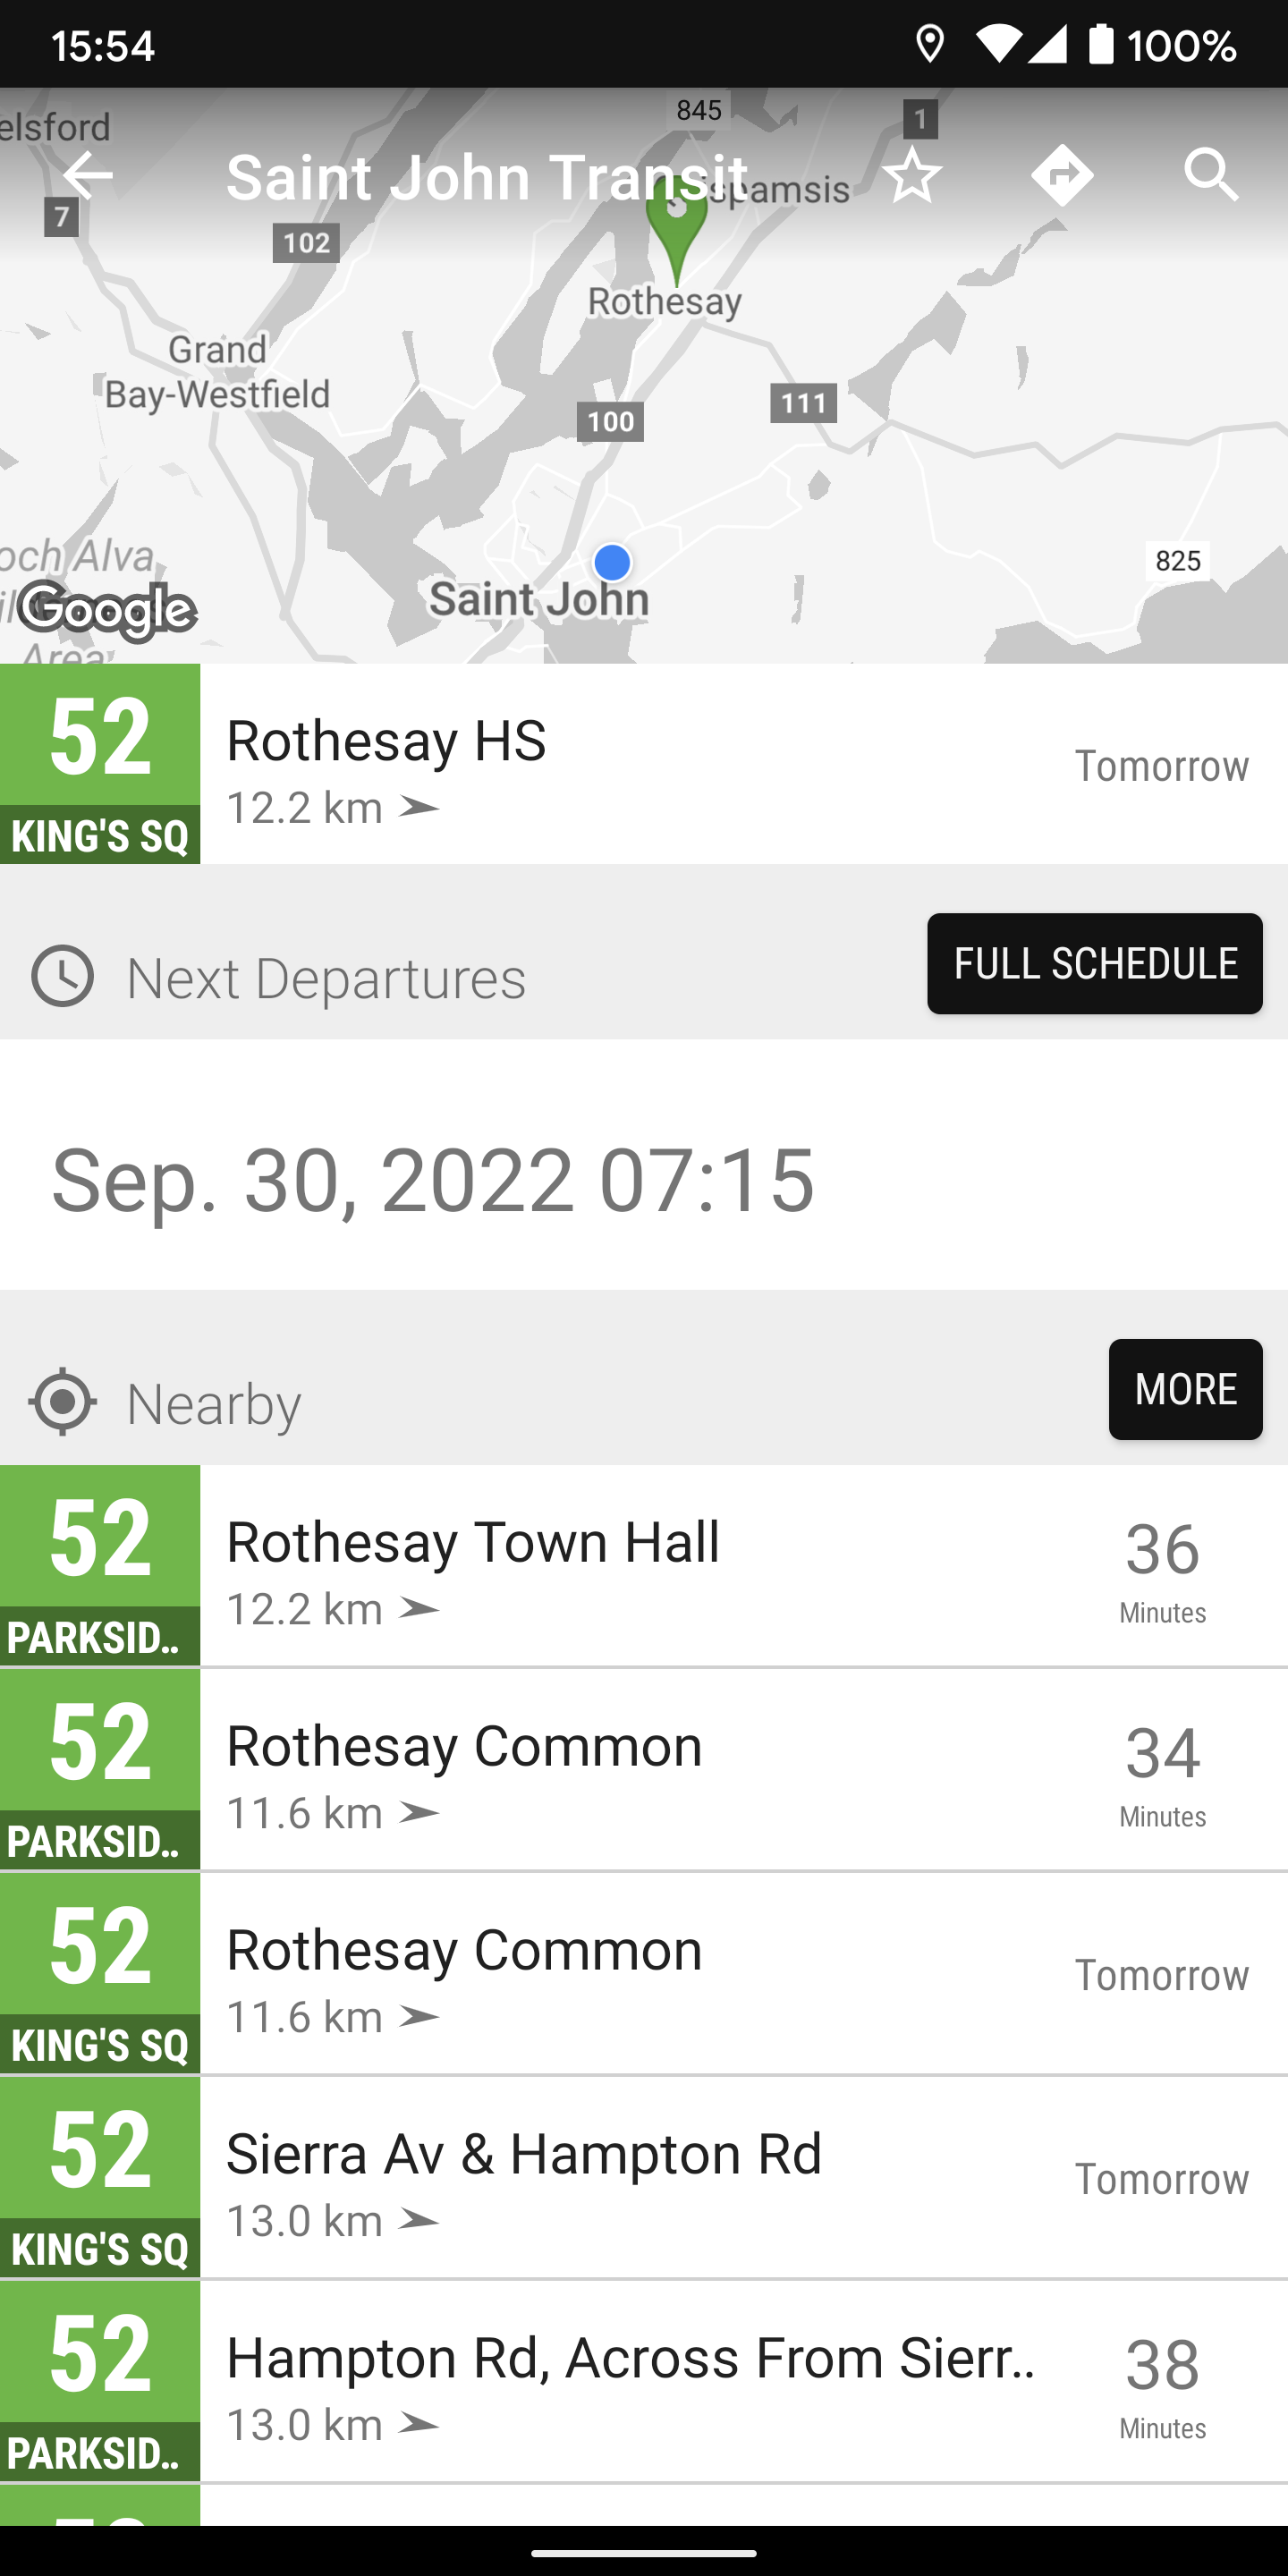 15:54
100%
elsford
845
1
Saint John Transit
spamsis
7
102
Rothesay
Grand
Bay-Westfield
111
100
och Alva
825
Saint John
Google
Area
52
KING'S SQ
Rothesay HS
12.2 km
Tomorrow
Next Departures
FULL SCHEDULE
Sep. 30, 2022 07:15
Nearby
MORE
52
PARKSID..
Rothesay Town Hall
12.2 km
36
Minutes
52
PARKSID..
Rothesay Common
11.6 km
34
Minutes
52
KING'S SQ
Rothesay Common
11.6 km
Tomorrow
52
KING'S SQ
Sierra Av & Hampton Rd
13.0 km
Tomorrow
52
PARKSID..
Hampton Rd, Across From Sierr..
13.0 km
38
Minutes